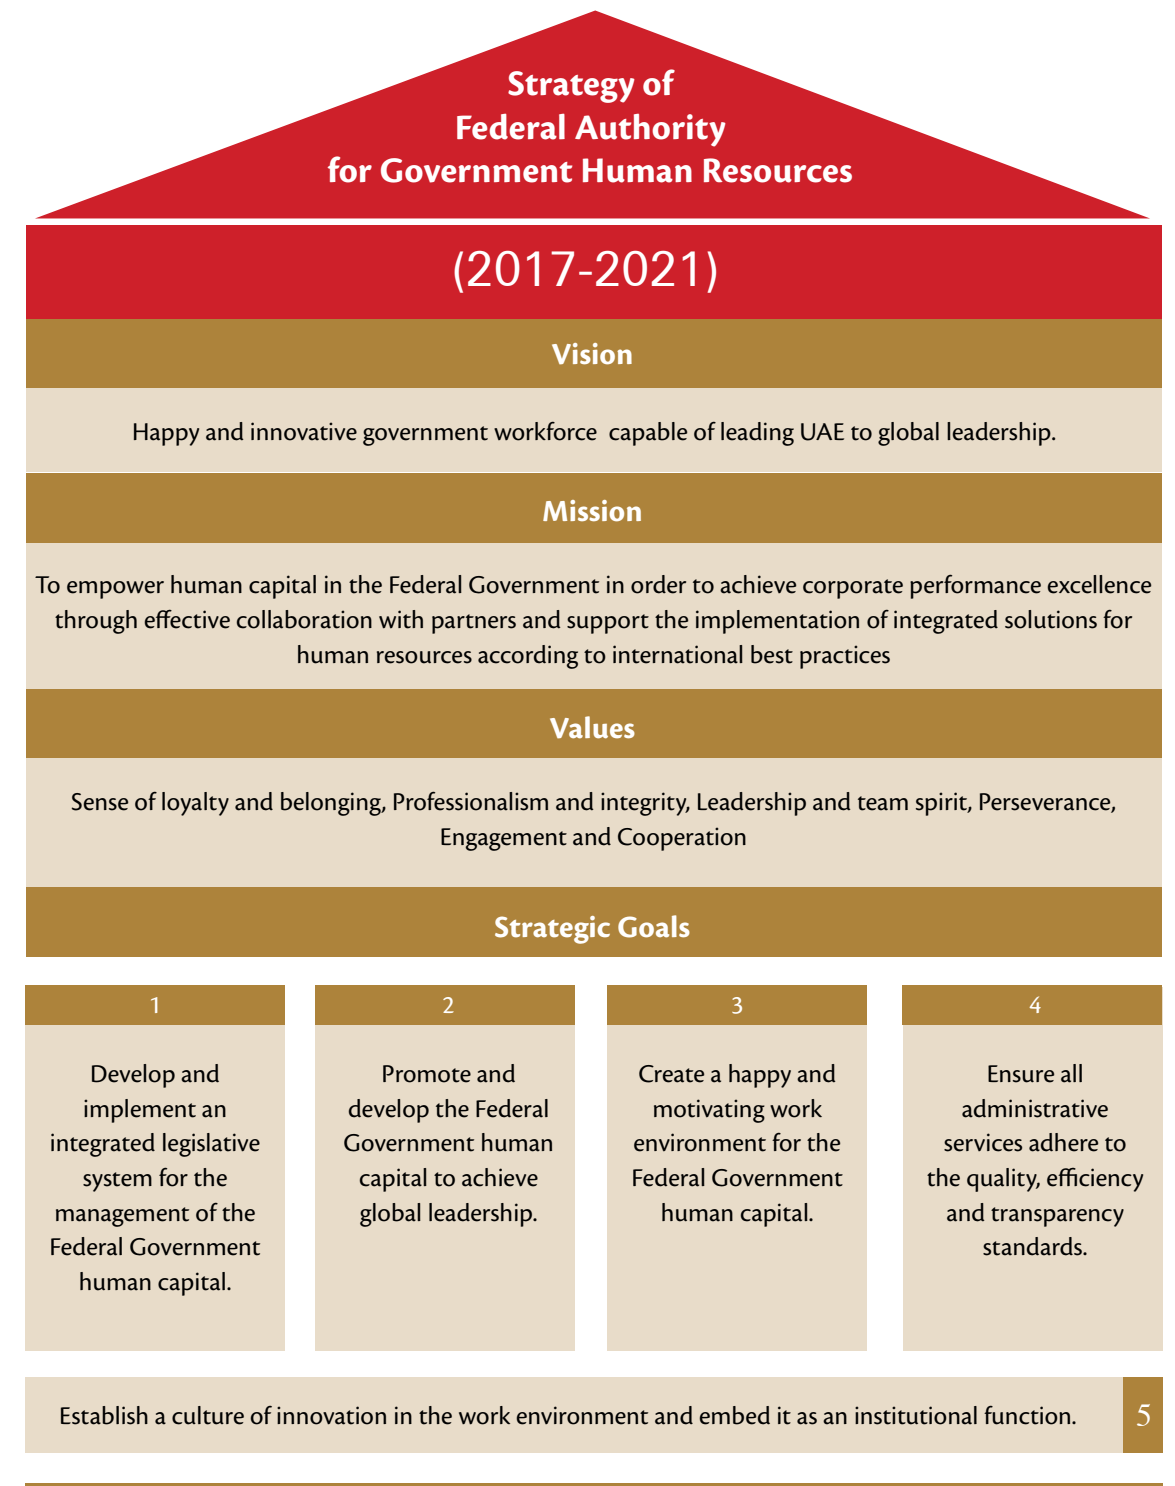 Strategy of
Federal Authority
for Government Human Resources
(2017-2021)
Vision
Happy and innovative government workforce capable of leading UAE to global leadership.
Mission
To empower human capital in the Federal Government in order to achieve corporate performance excellence
through effective collaboration with partners and support the implementation of integrated solutions for
human resources according to international best practices
Values
Sense of loyalty and belonging, Professionalism and integrity, Leadership and team spirit, Perseverance,
Engagement and Cooperation
Strategic Goals
1
Develop and
implement an
integrated legislative
system for the
management of the
Federal Government
human capital.
2
Promote and
develop the Federal
Government human
capital to achieve
global leadership.
3
Create a happy and
motivating work
environment for the
Federal Government
human capital.
4
Ensure all
administrative
services adhere to
the quality, efficiency
and transparency
standards.
Establish a culture of innovation in the work environment and embed it as an institutional function.
5